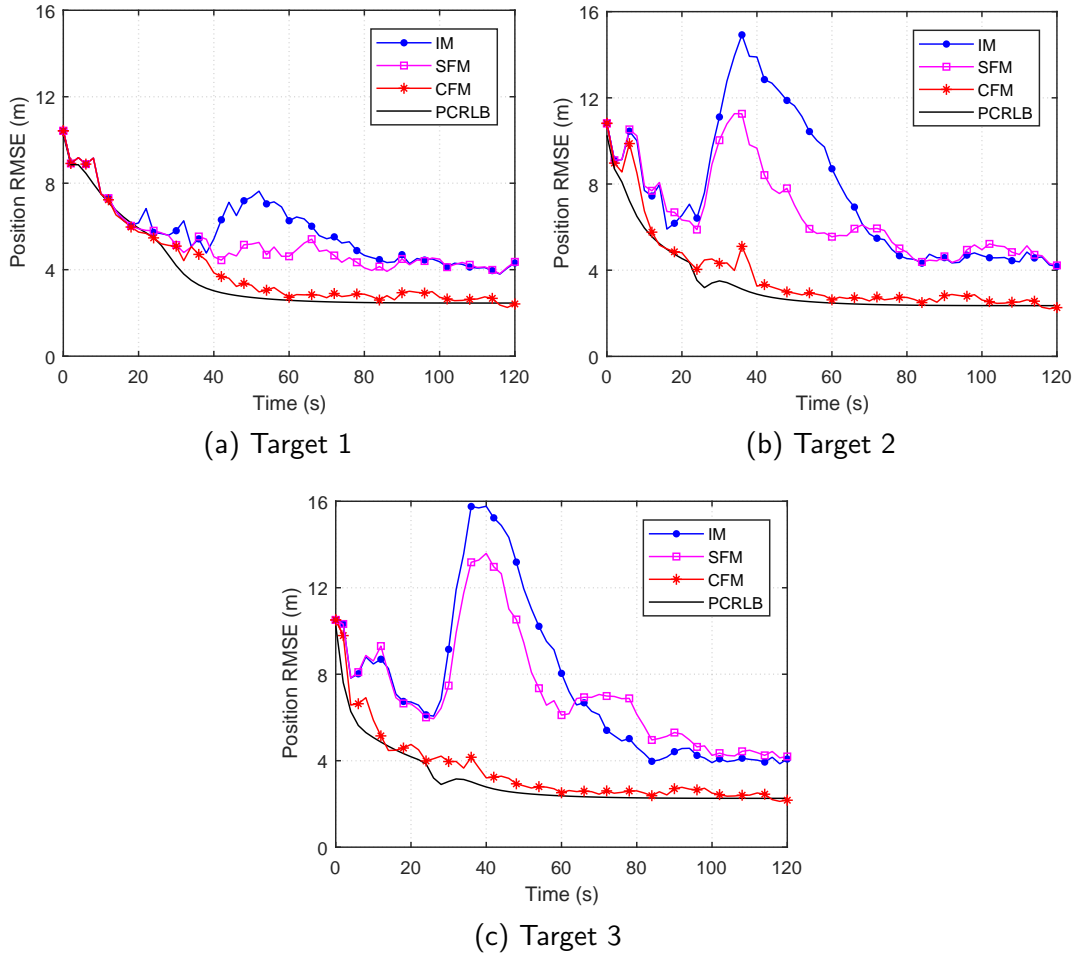 16
12
8
4
0
Position RMSE (m)
IM
SFM
CFM
PCRLB
0 20 40 60 80 100 120
Time (s)
(a) Target 1
16
12
8
4
0
Position RMSE (m)
IM
SFM
CFM
PCRLB
0 20 40 60 80 100 120
Time (s)
(b) Target 2
16
12
8
4
0
Position RMSE (m)
IM
SFM
CFM
PCRLB
0 20 40 60 80 100 120
Time (s)
(c) Target 3